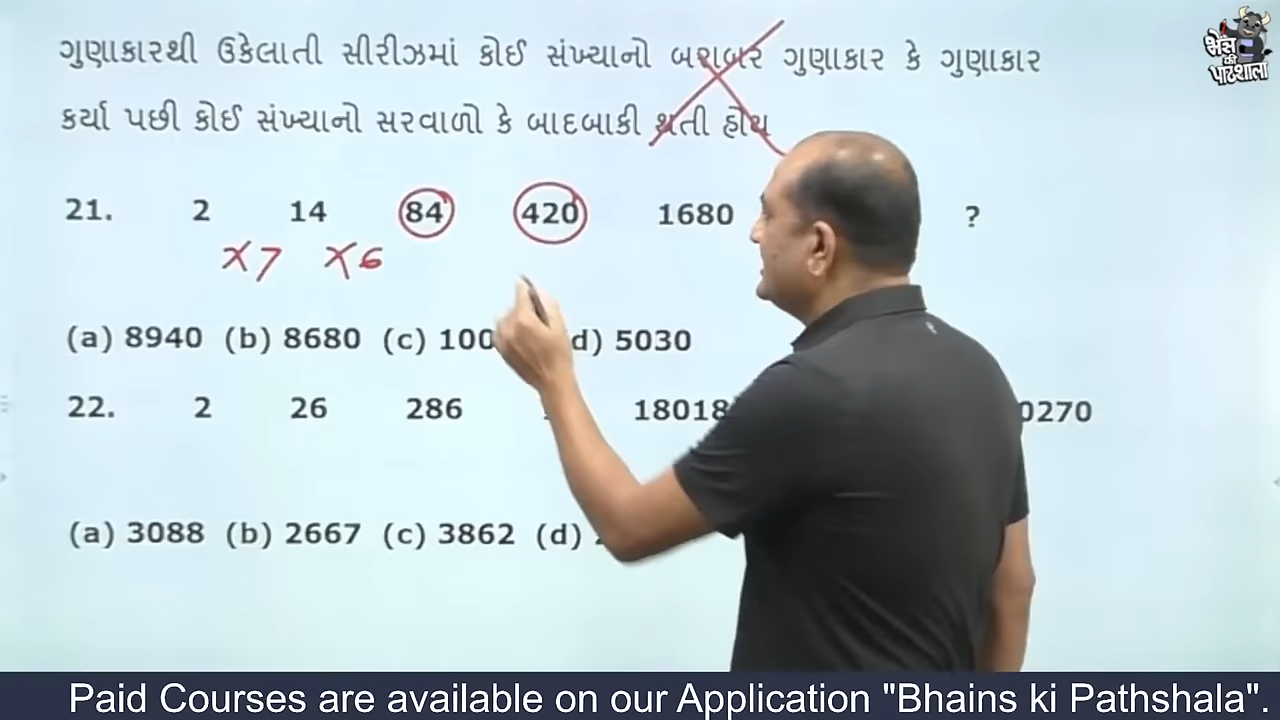 ગુણાકારથી ઉકેલાતી સીરીઝમાં કોઈ સંખ્યાનો બરાબર ગુણાકાર કે ગુણાકાર
ભૈંસ કી પાઠશાલા
કર્યા પછી કોઈ સંખ્યાનો સરવાળો કે બાદબાકી થતી હોય
21. 2 14 84 420 1680 ?
×7 ×6
(a) 8940 (b) 8680 (c) 100 d) 5030
22. 2 26 286 18018 0270
(a) 3088 (b) 2667 (c) 3862 (d)
Paid Courses are available on our Application "Bhains ki Pathshala".